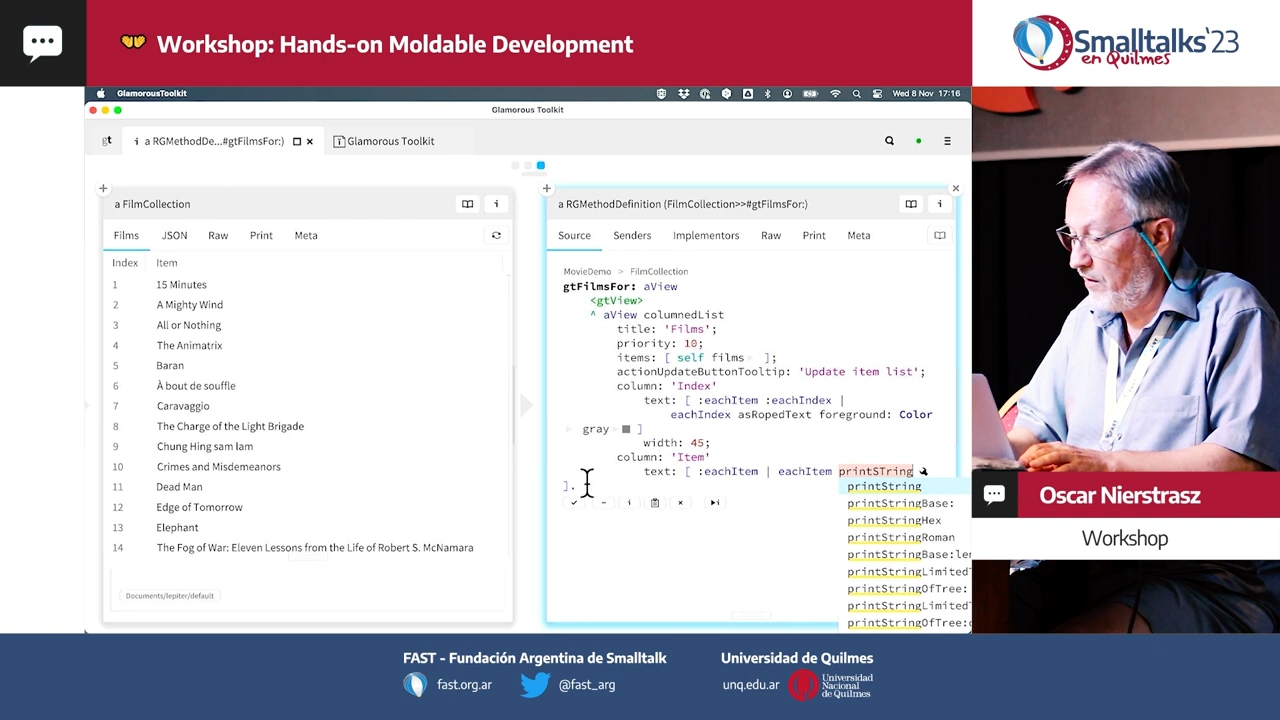 Workshop: Hands-on Moldable Development
Smalltalks'23
en Quilmes
GlamorousToolkit
Wed 8 Nov 17:16
Glamorous Toolkit
gt
i a RGMethodDe...#gtFilmsFor:)
Glamorous Toolkit
a FilmCollection
Films JSON Raw Print Meta
Index Item
1 15 Minutes
2 A Mighty Wind
3 All or Nothing
4 The Animatrix
5 Baran
6 À bout de souffle
7 Caravaggio
8 The Charge of the Light Brigade
9 Chung Hing sam lam
10 Crimes and Misdemeanors
11 Dead Man
12 Edge of Tomorrow
13 Elephant
14 The Fog of War: Eleven Lessons from the Life of Robert S. McNamara
Documents/lepiter/default
a RGMethodDefinition (FilmCollection>>#gtFilmsFor:)
Source Senders Implementors Raw Print Meta
MovieDemo > FilmCollection
gtFilmsFor: aView
<gtView>
^ aView columnedList
title: 'Films';
priority: 10;
items: [ self films ];
actionUpdateButtonTooltip: 'Update item list';
column: 'Index'
text: [ :eachItem :eachIndex |
eachIndex asRopedText foreground: Color
gray ]
width: 45;
column: 'Item'
text: [ :eachItem | eachItem printSTring
].
printString
printStringBase:
printStringHex
printStringRoman
printStringBase:len
printStringLimitedT
printStringOfTree:
printStringLimitedT
printStringOfTree:c
Oscar Nierstrasz
Workshop
FAST - Fundación Argentina de Smalltalk
fast.org.ar
@fast_arg
Universidad de Quilmes
unq.edu.ar
Universidad
Nacional
de Quilmes